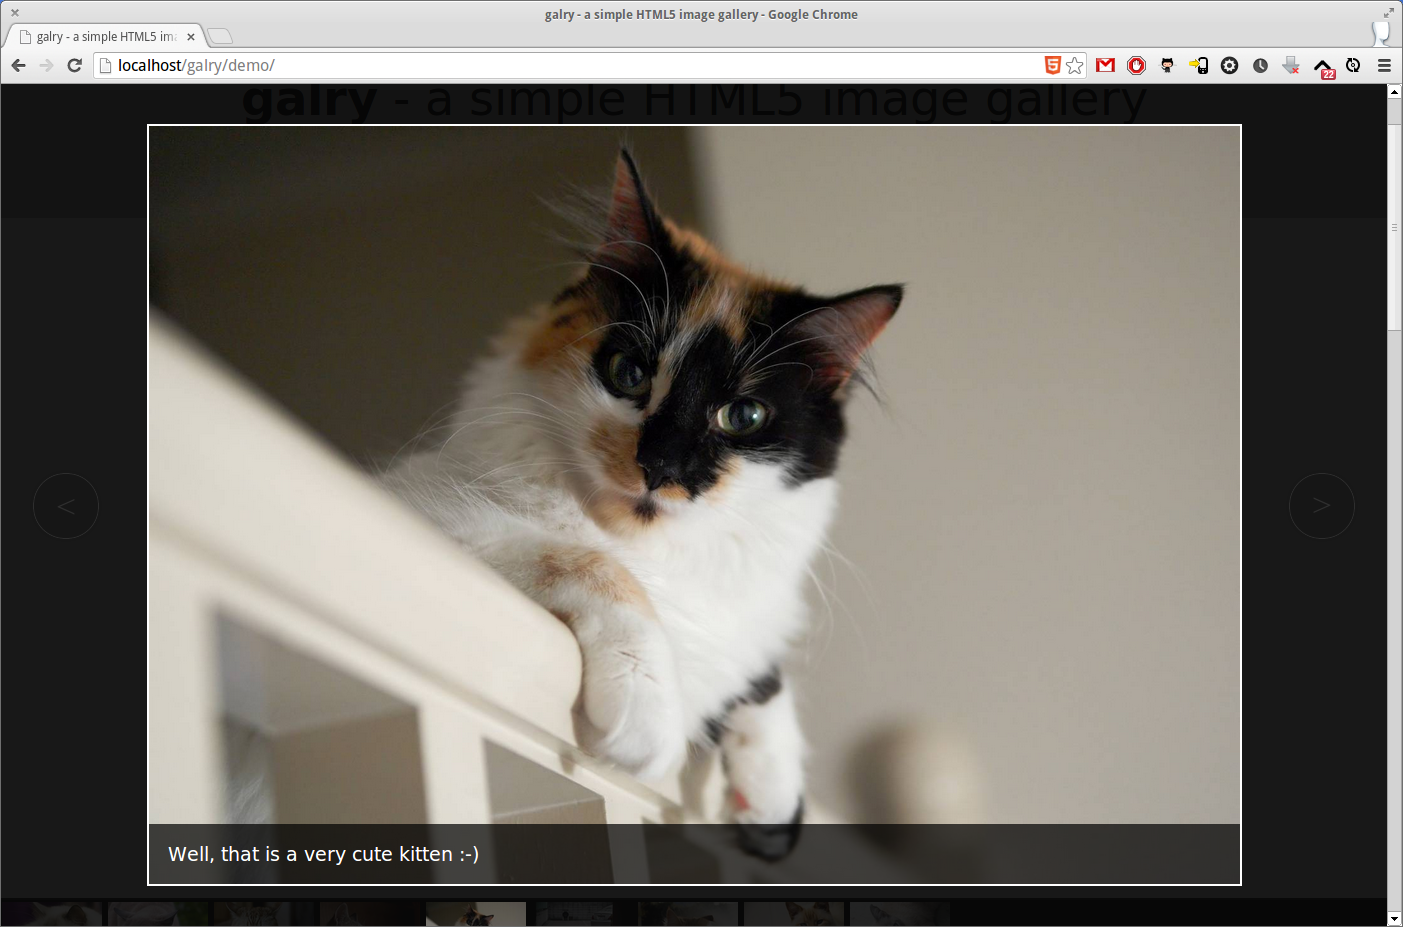 galry - a simple HTML5 image gallery - Google Chrome
galry - a simple HTML5 im
localhost/galry/demo/
5
22
galry - a simple HTML5 image gallery
<
>
Well, that is a very cute kitten :-)